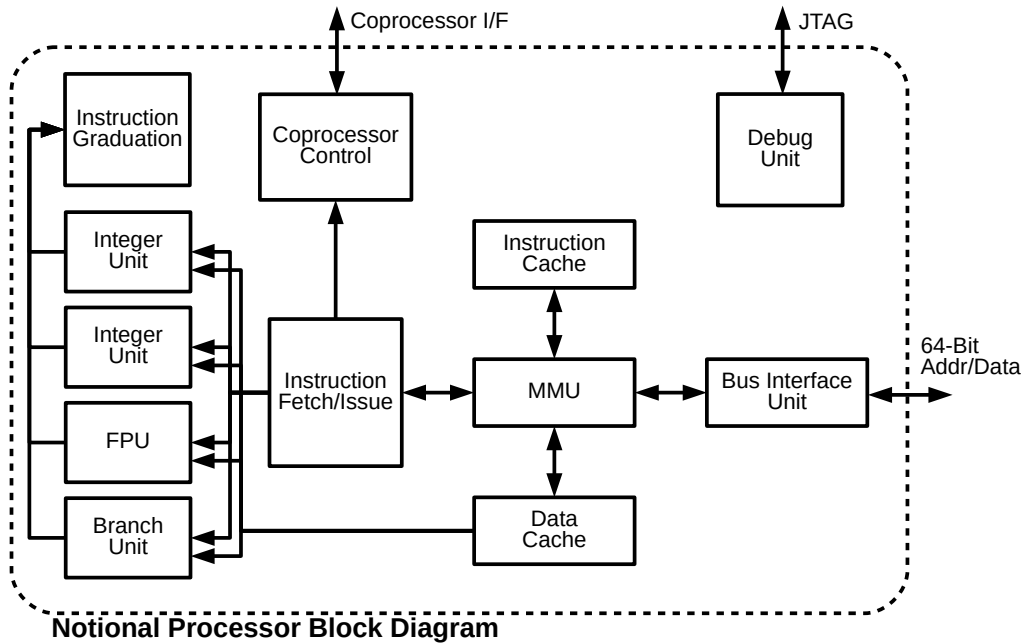 Coprocessor I/F
JTAG
Instruction
Graduation
Coprocessor
Control
Debug
Unit
Integer
Unit
Instruction
Cache
Integer
Unit
Instruction
Fetch/Issue
MMU
Bus Interface
Unit
64-Bit
Addr/Data
FPU
Branch
Unit
Data
Cache
Notional Processor Block Diagram